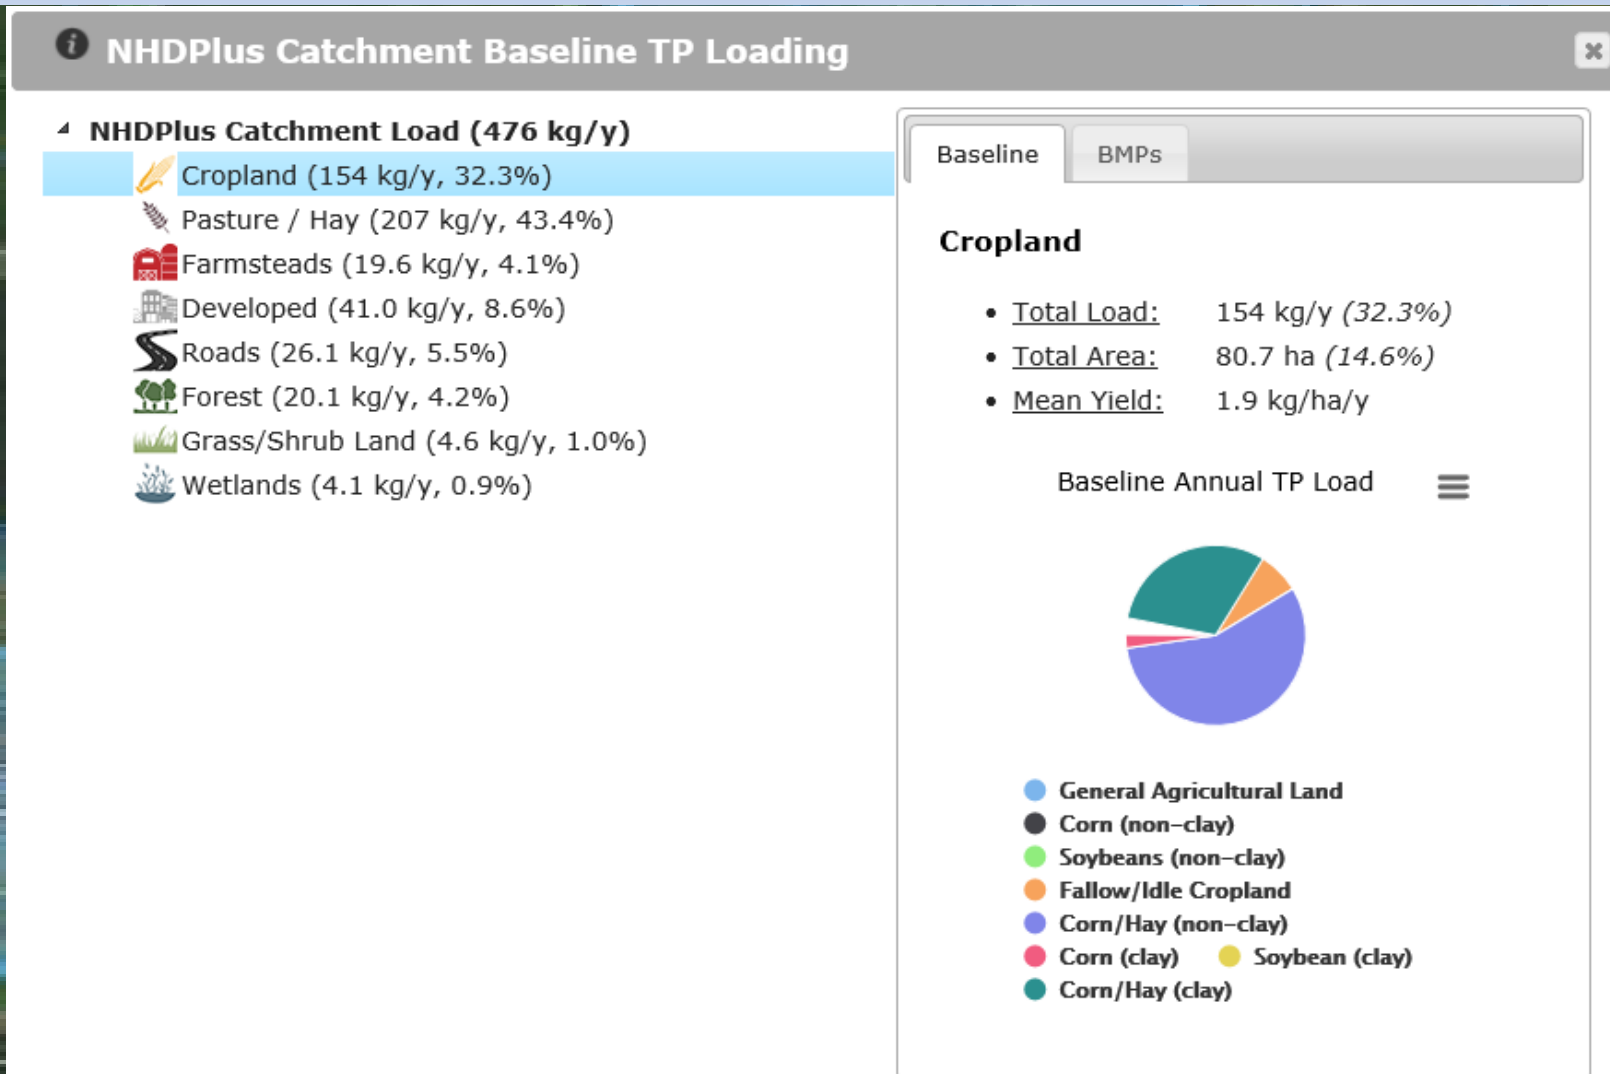 NHDPlus Catchment Baseline TP Loading
NHDPlus Catchment Load (476 kg/y)
Cropland (154 kg/y, 32.3%)
Pasture / Hay (207 kg/y, 43.4%)
Farmsteads (19.6 kg/y, 4.1%)
Developed (41.0 kg/y, 8.6%)
Roads (26.1 kg/y, 5.5%)
Forest (20.1 kg/y, 4.2%)
Grass/Shrub Land (4.6 kg/y, 1.0%)
Wetlands (4.1 kg/y, 0.9%)
Baseline BMPs
Cropland
• Total Load: 154 kg/y (32.3%)
• Total Area: 80.7 ha (14.6%)
• Mean Yield: 1.9 kg/ha/y
Baseline Annual TP Load
General Agricultural Land
Corn (non-clay)
Soybeans (non-clay)
Fallow/Idle Cropland
Corn/Hay (non-clay)
Corn (clay) Soybean (clay)
Corn/Hay (clay)